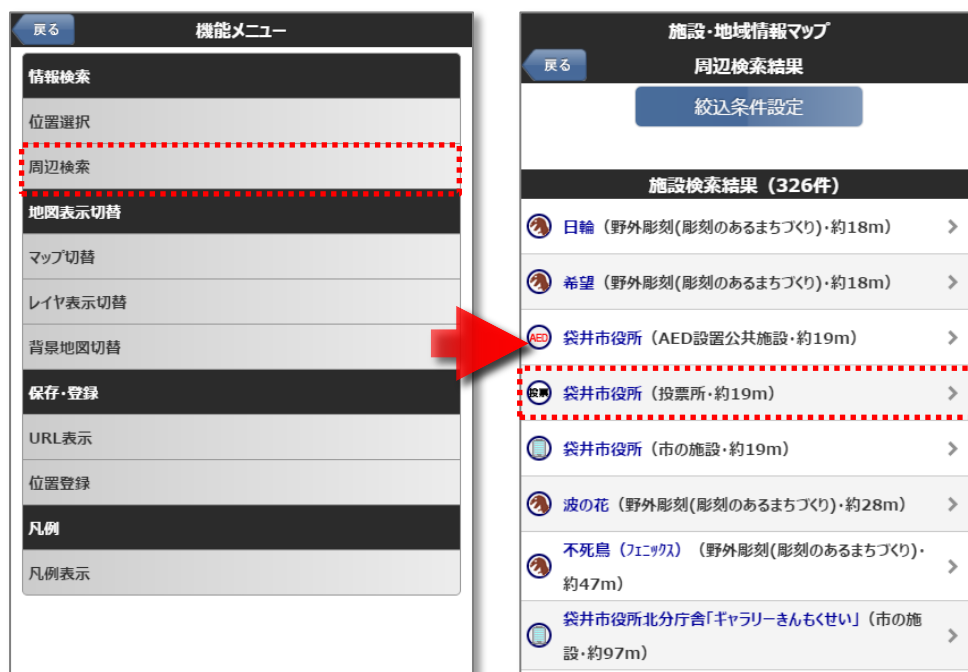 戻る
機能メニュー
情報検索
位置選択
周辺検索
地図表示切替
マップ切替
レイヤ表示切替
背景地図切替
保存・登録
URL表示
位置登録
凡例
凡例表示
施設・地域情報マップ
戻る
周辺検索結果
絞込条件設定
施設検索結果（326件）
日輪（野外彫刻(彫刻のあるまちづくり)・約18m）
希望（野外彫刻(彫刻のあるまちづくり)・約18m）
AED 袋井市役所（AED設置公共施設・約19m）
投票 袋井市役所（投票所・約19m）
袋井市役所（市の施設・約19m）
波の花（野外彫刻(彫刻のあるまちづくり)・約28m）
不死鳥（ﾌｪﾆｯｸｽ）（野外彫刻(彫刻のあるまちづくり)・
約47m）
袋井市役所北分庁舎「ギャラリーきんもくせい」（市の施
設・約97m）